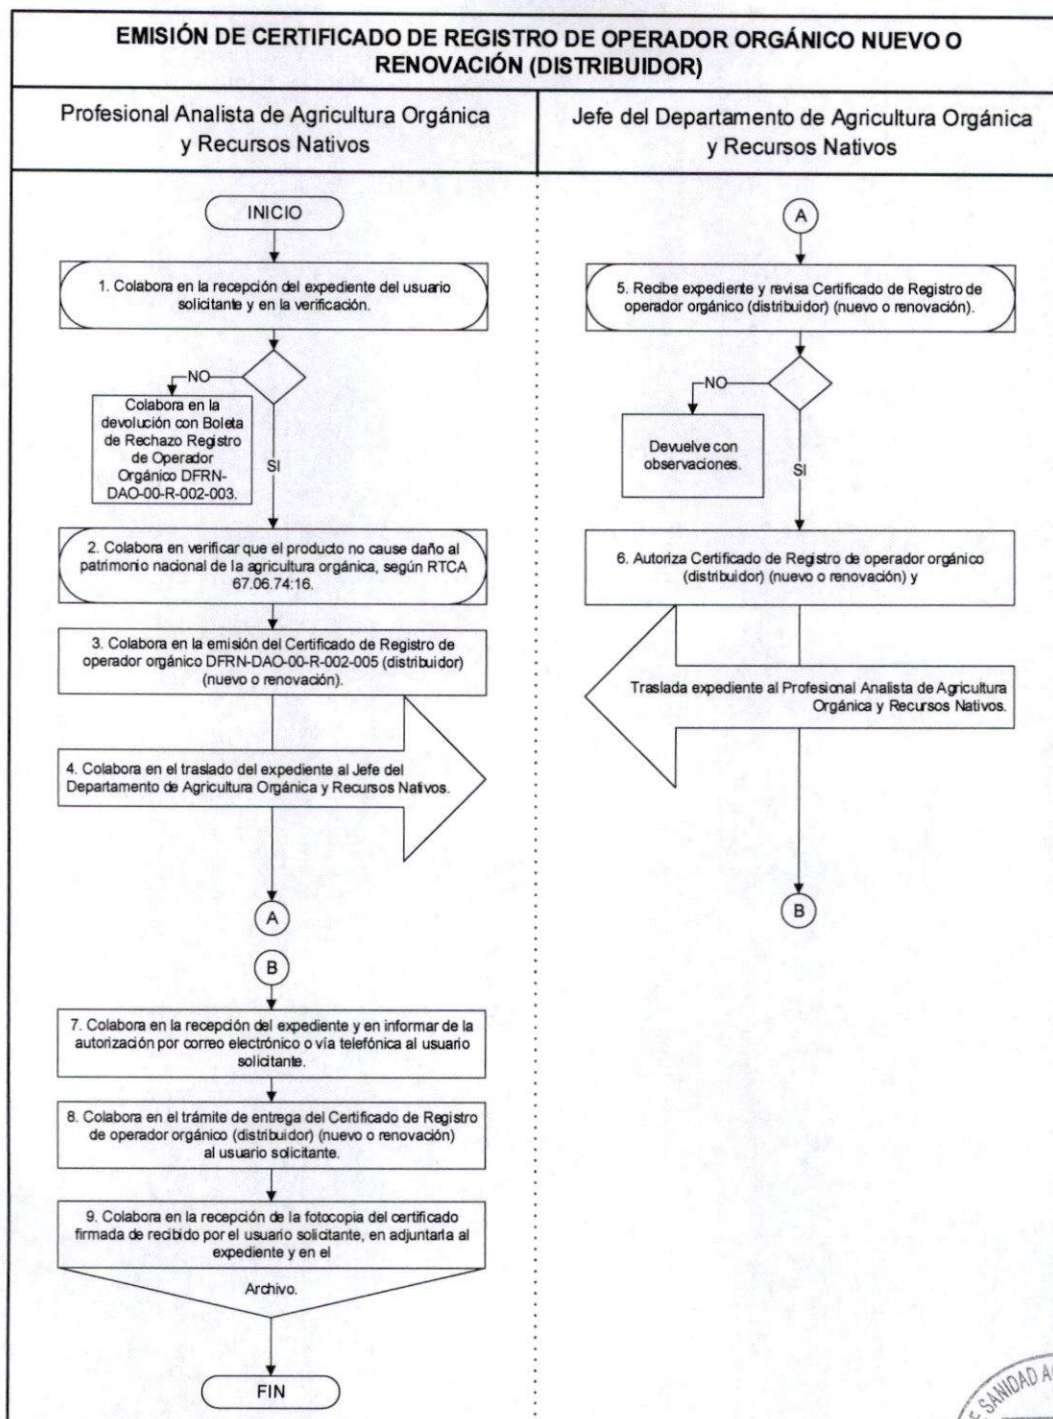 EMISIÓN DE CERTIFICADO DE REGISTRO DE OPERADOR ORGÁNICO NUEVO O
RENOVACIÓN (DISTRIBUIDOR)
Profesional Analista de Agricultura Orgánica
y Recursos Nativos
INICIO
1. Colabora en la recepción del expediente del usuario
solicitante y en la verificación.
NO
Colabora en la
devolución con Boleta
de Rechazo Registro
de Operador
Orgánico DFRN-
DAO-00-R-002-003.
SI
2. Colabora en verificar que el producto no cause daño al
patrimonio nacional de la agricultura orgánica, según RTCA
67.06.74:16.
3. Colabora en la emisión del Certificado de Registro de
operador orgánico DFRN-DAO-00-R-002-005 (distribuidor)
(nuevo o renovación).
4. Colabora en el traslado del expediente al Jefe del
Departamento de Agricultura Orgánica y Recursos Nativos.
A
Jefe del Departamento de Agricultura Orgánica
y Recursos Nativos
A
5. Recibe expediente y revisa Certificado de Registro de
operador orgánico (distribuidor) (nuevo o renovación).
NO
Devuelve con
observaciones.
SI
6. Autoriza Certificado de Registro de operador orgánico
(distribuidor) (nuevo o renovación) y
Traslada expediente al Profesional Analista de Agricultura
Orgánica y Recursos Nativos.
B
B
7. Colabora en la recepción del expediente y en informar de la
autorización por correo electrónico o vía telefónica al usuario
solicitante.
8. Colabora en el trámite de entrega del Certificado de Registro
de operador orgánico (distribuidor) (nuevo o renovación)
al usuario solicitante.
9. Colabora en la recepción de la fotocopia del certificado
firmada de recibido por el usuario solicitante, en adjuntarla al
expediente y en el
Archivo.
FIN
SANIDAD